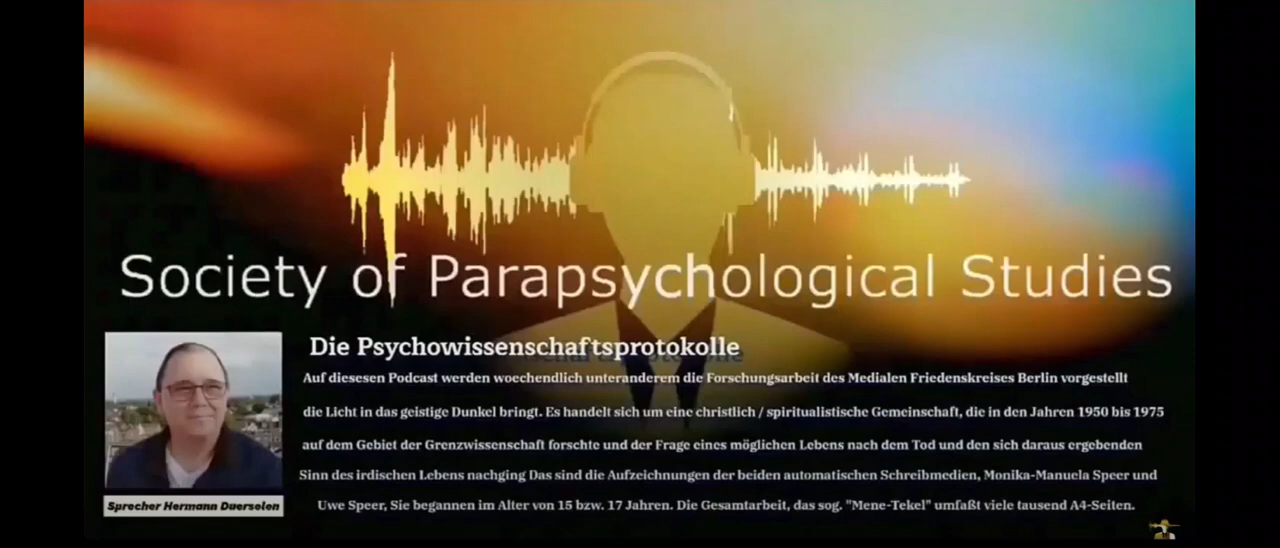 Society of Parapsychological Studies
Die Psychowissenschaftsprotokolle
Auf diesesen Podcast werden woechendlich unteranderem die Forschungsarbeit des Medialen Friedenskreises Berlin vorgestellt
die Licht in das geistige Dunkel bringt. Es handelt sich um eine christlich / spiritualistische Gemeinschaft, die in den Jahren 1950 bis 1975
auf dem Gebiet der Grenzwissenschaft forschte und der Frage eines möglichen Lebens nach dem Tod und den sich daraus ergebenden
Sinn des irdischen Lebens nachging Das sind die Aufzeichnungen der beiden automatischen Schreibmedien, Monika-Manuela Speer und
Uwe Speer, Sie begannen im Alter von 15 bzw. 17 Jahren. Die Gesamtarbeit, das sog. "Mene-Tekel" umfaßt viele tausend A4-Seiten.
Sprecher Hermann Duerselen